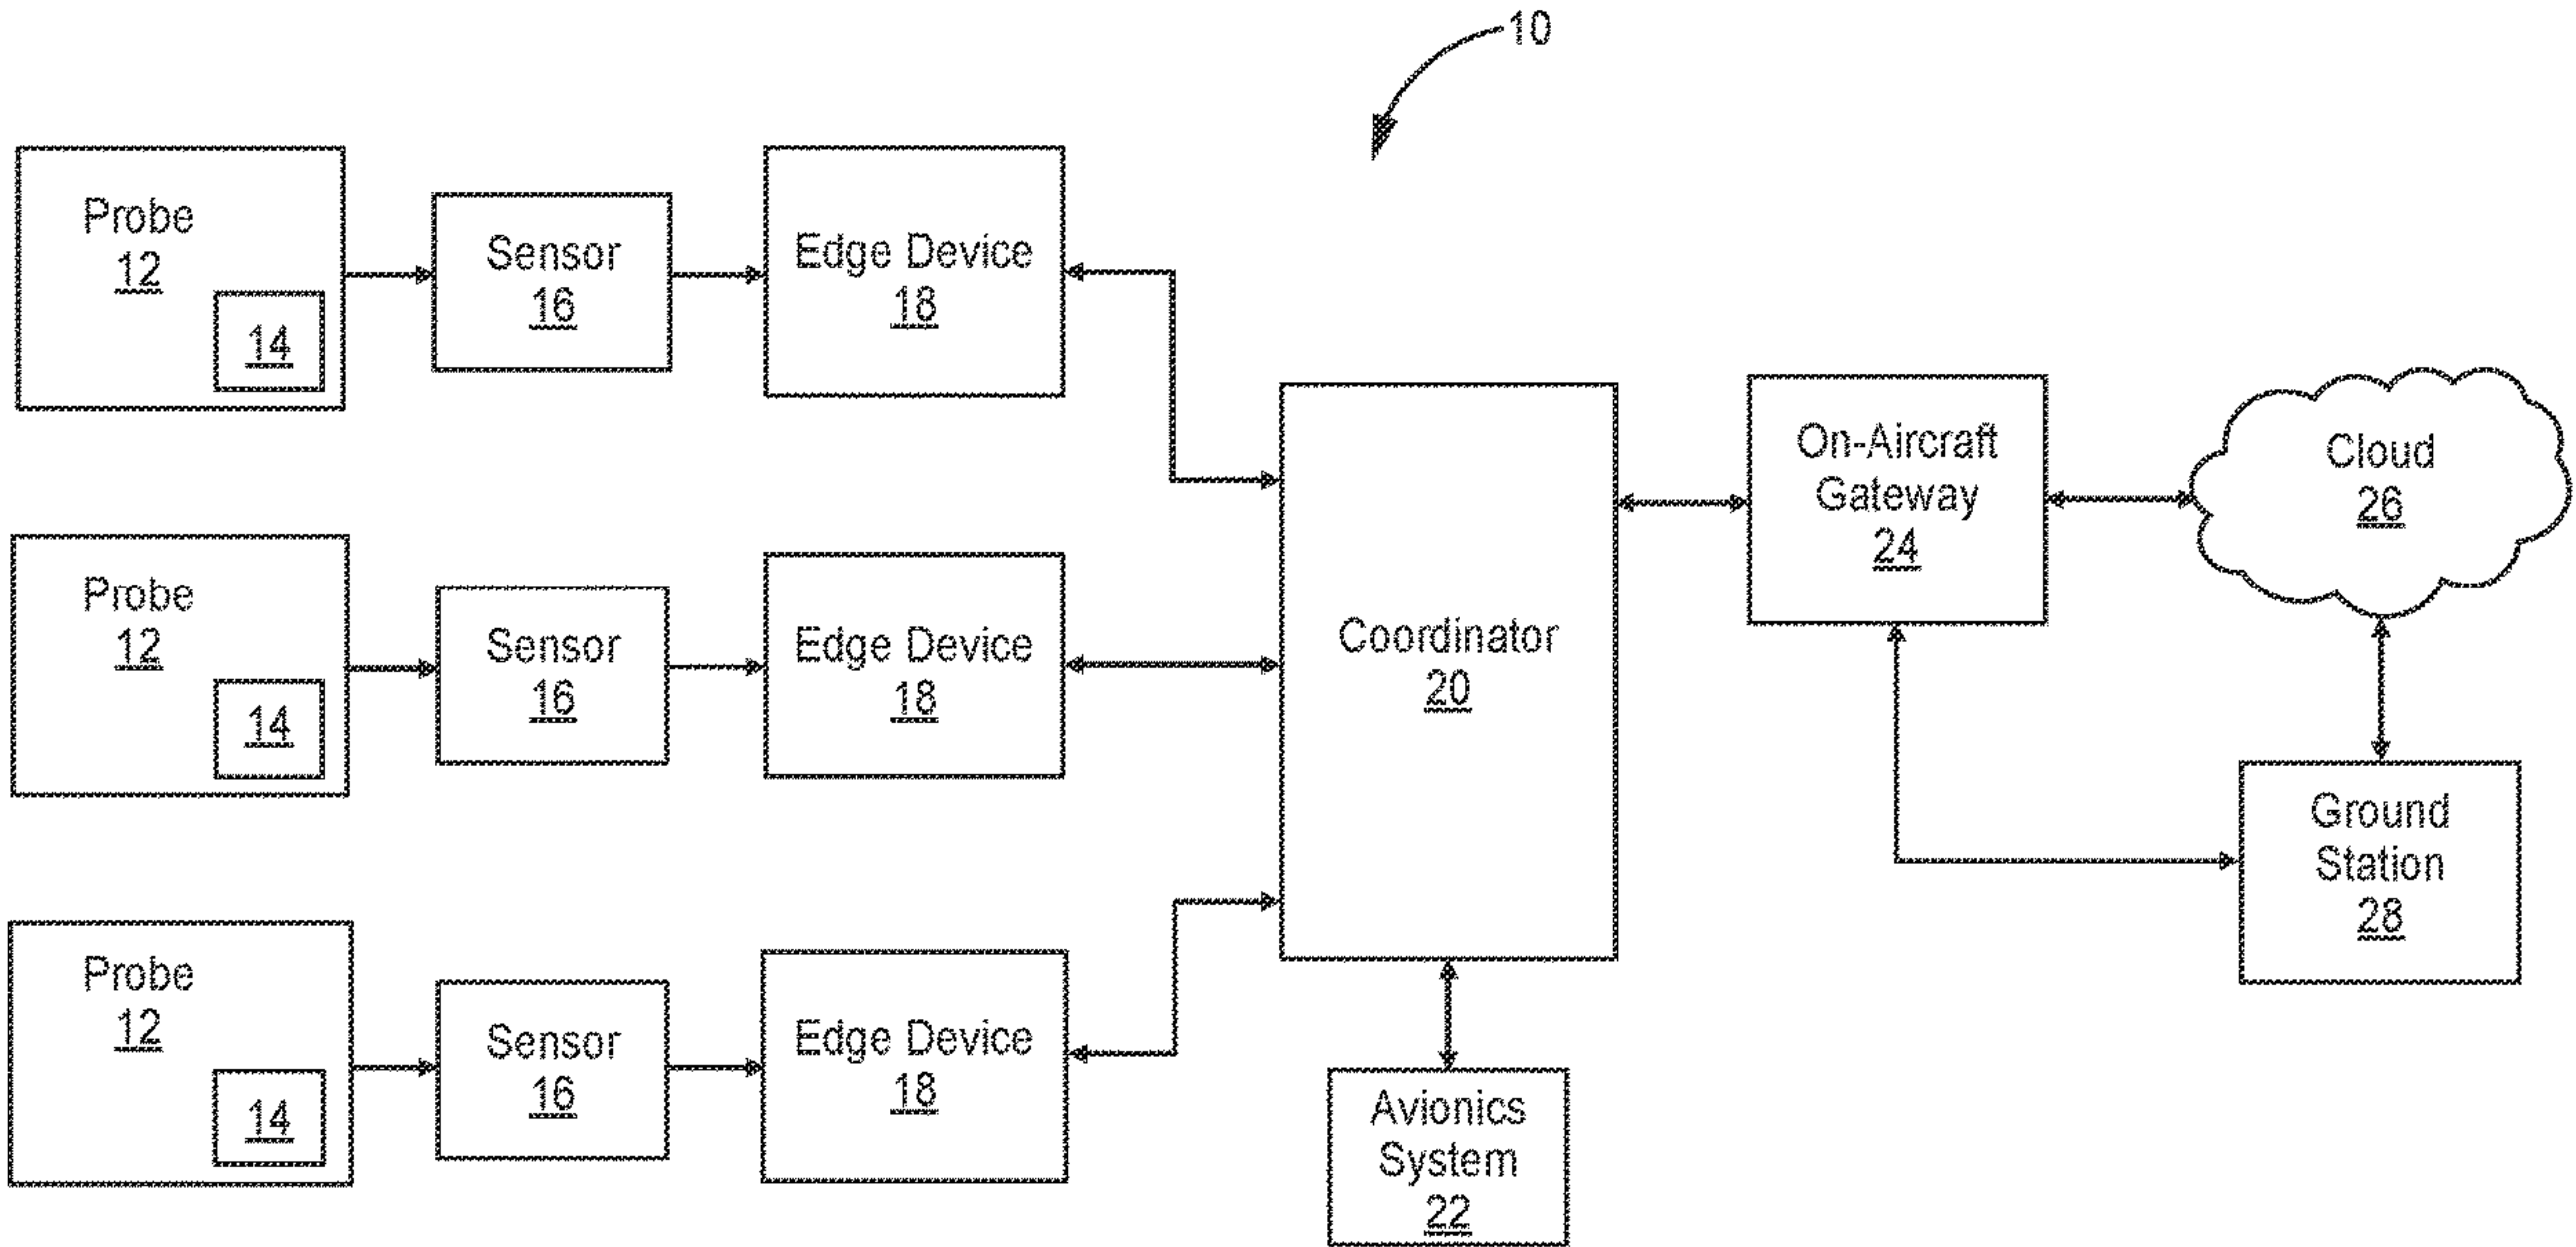 10
Probe
12
14
Sensor
16
Edge Device
18
Probe
12
14
Sensor
16
Edge Device
18
Probe
12
14
Sensor
16
Edge Device
18
Coordinator
20
Avionics
System
22
On-Aircraft
Gateway
24
Cloud
26
Ground
Station
28